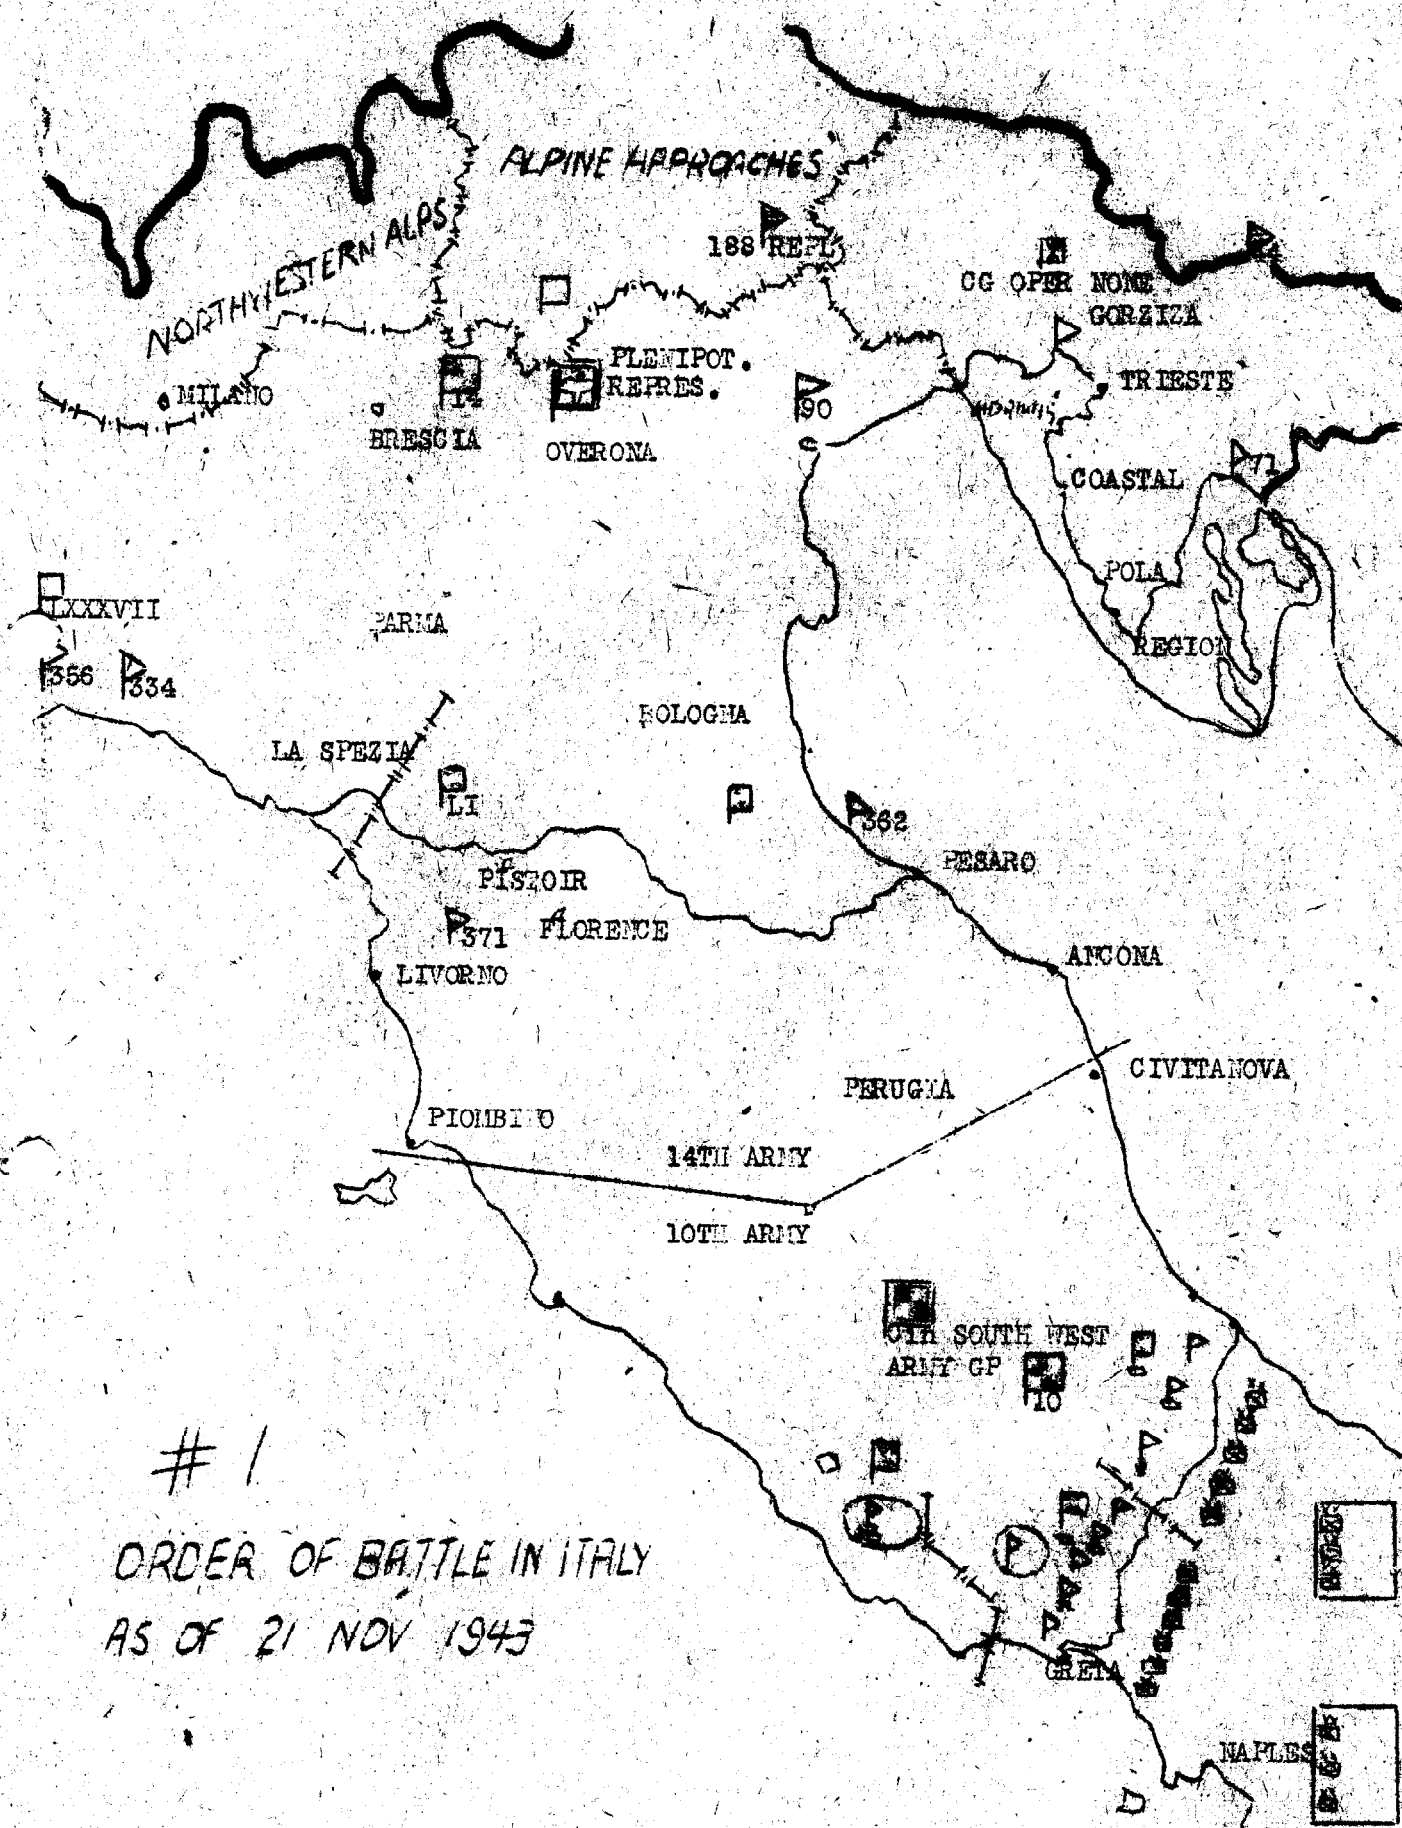 ALPINE APPROACHES
NORTHWESTERN ALPS
188 REPL
CG OPER NONE
GORZIZA
PLENIPOT.
REPRES.
TRIESTE
MILANO
14
90
BRESCIA
OVERONA
71
COASTAL
POLA
REGION
LXXXVII
PARMA
356
334
BOLOGNA
LA SPEZIA
LI
362
PESARO
PISTOIR
371
FLORENCE
ANCONA
LIVORNO
CIVITANOVA
PERUGIA
PIOMBINO
14TH ARMY
10TH ARMY
SOUTH WEST
ARMY GP
10
# 1
ORDER OF BATTLE IN ITALY
AS OF 21 NOV 1943
GRETA
NAPLES